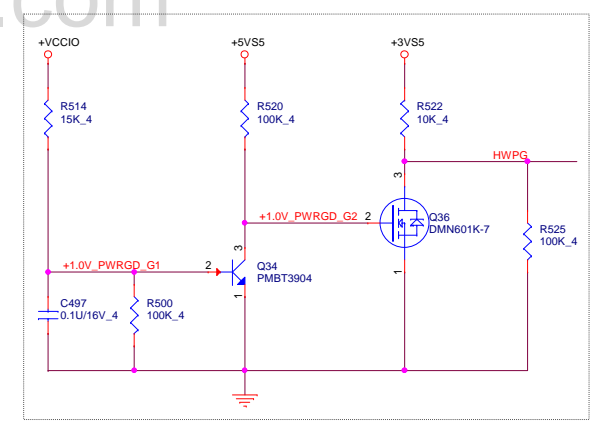 .com
+VCCIO +5VS5 +3VS5
R514
15K_4
R520
100K_4
R522
10K_4
HWPG
3
+1.0V_PWRGD_G2 2
Q36
DMN601K-7
R525
100K_4
+1.0V_PWRGD_G1 2
3
Q34
PMBT3904
1
1
C497
0.1U/16V_4
R500
100K_4